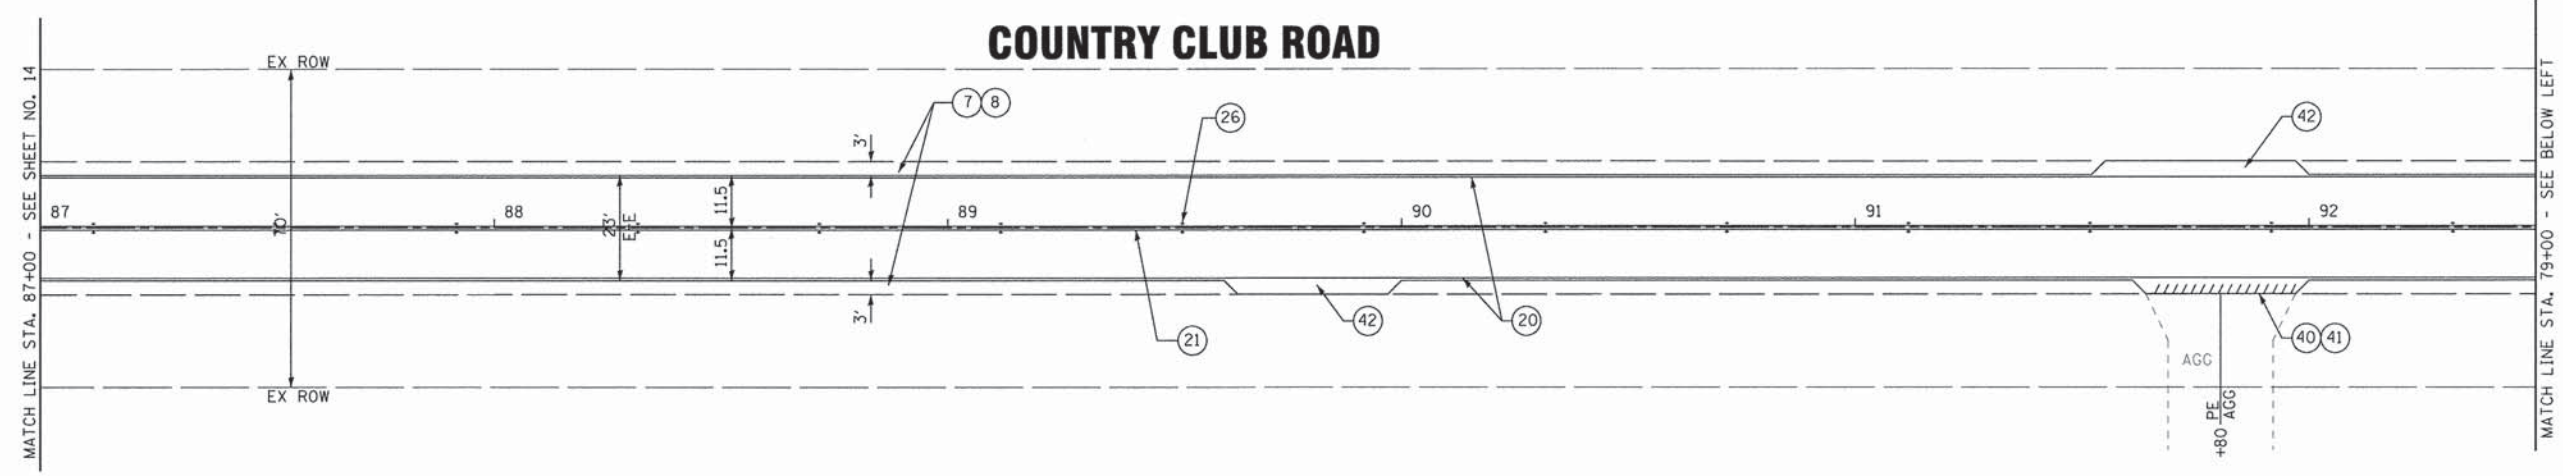 COUNTRY CLUB ROAD
MATCH LINE STA. 87+00 - SEE SHEET NO. 14
EX ROW
7 8
26
42
3'
87
88
89
90
91
92
70'
23'
E-E
11.5
11.5
3'
42
20
21
40 41
AGG
EX ROW
+80 PE
AGG
MATCH LINE STA. 79+00 - SEE BELOW LEFT